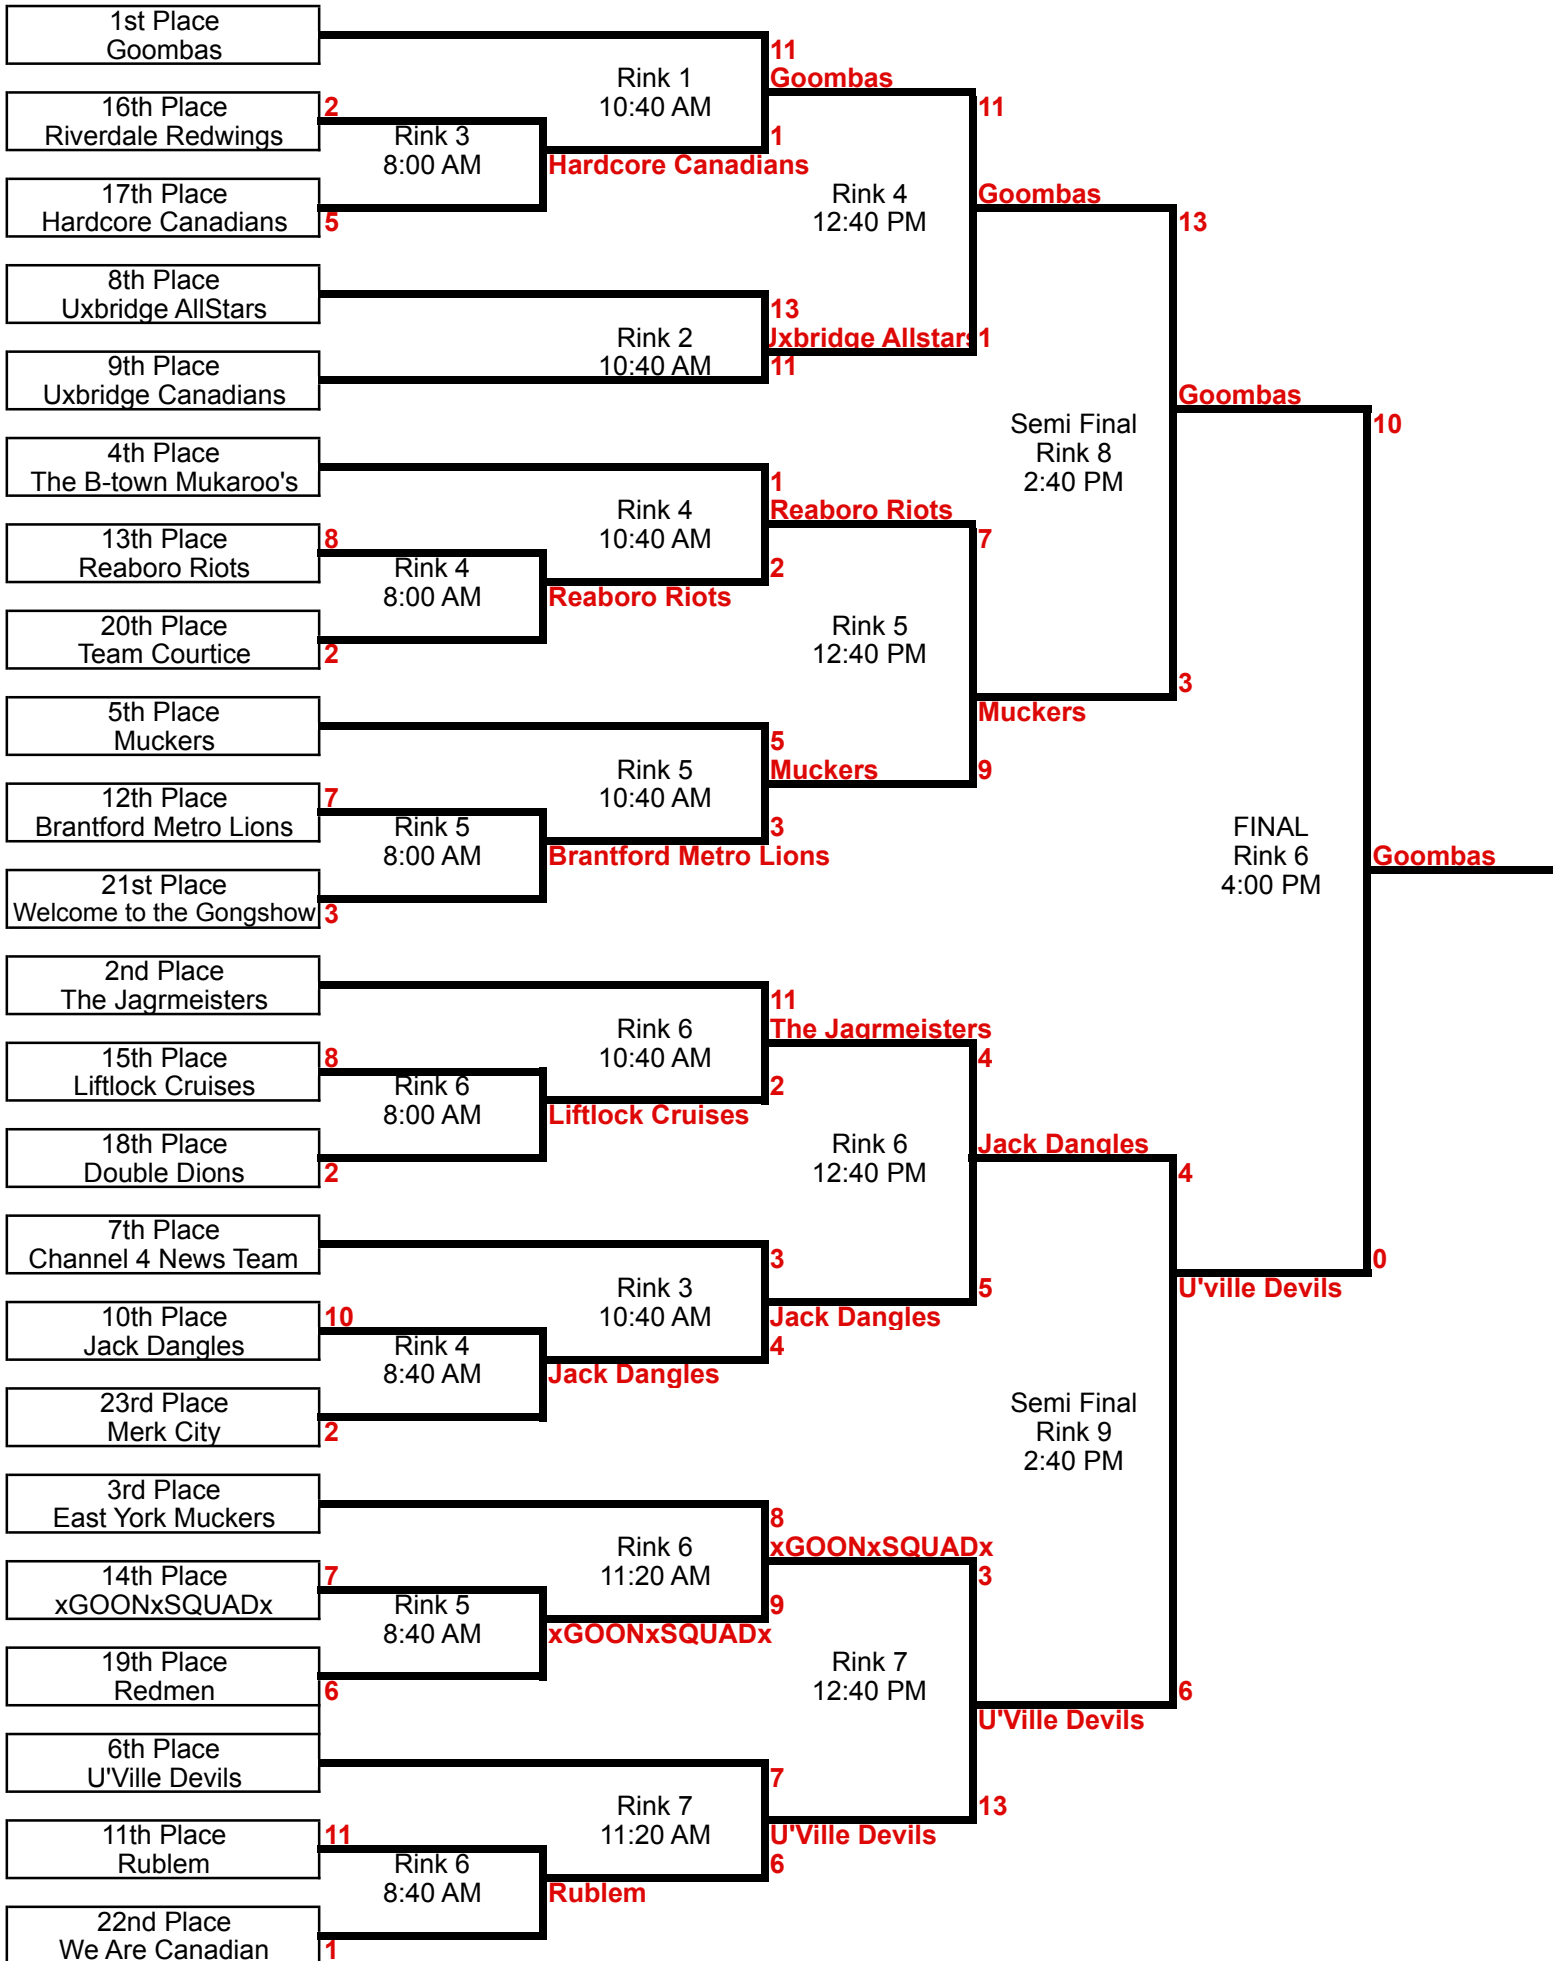 1st Place
Goombas
11
Rink 1
Goombas
10:40 AM
11
16th Place
2
Riverdale Redwings
Rink 3
1
8:00 AM
Hardcore Canadians
17th Place
Rink 4
Goombas
Hardcore Canadians
5
12:40 PM
13
8th Place
Uxbridge AllStars
13
Rink 2
Uxbridge Allstars
1
9th Place
10:40 AM
11
Uxbridge Canadians
Goombas
Semi Final
10
4th Place
Rink 8
The B-town Mukaroo's
1
2:40 PM
Rink 4
Reaboro Riots
13th Place
8
10:40 AM
7
Reaboro Riots
Rink 4
2
8:00 AM
Reaboro Riots
20th Place
Rink 5
Team Courtice
2
12:40 PM
3
5th Place
Muckers
Muckers
5
Rink 5
Muckers
9
12th Place
7
10:40 AM
Brantford Metro Lions
Rink 5
3
FINAL
8:00 AM
Brantford Metro Lions
Rink 6
Goombas
21st Place
4:00 PM
Welcome to the Gongshow
3
2nd Place
The Jagrmeisters
11
Rink 6
The Jagrmeisters
15th Place
8
10:40 AM
4
Liftlock Cruises
Rink 6
2
8:00 AM
Liftlock Cruises
18th Place
Rink 6
Jack Dangles
Double Dions
2
12:40 PM
4
7th Place
Channel 4 News Team
3
0
Rink 3
5
U'ville Devils
10th Place
10
10:40 AM
Jack Dangles
Jack Dangles
Rink 4
4
8:40 AM
Jack Dangles
23rd Place
Semi Final
Merk City
2
Rink 9
2:40 PM
3rd Place
East York Muckers
8
Rink 6
xGOONxSQUADx
14th Place
7
11:20 AM
3
xGOONxSQUADx
Rink 5
9
8:40 AM
xGOONxSQUADx
19th Place
Rink 7
Redmen
6
12:40 PM
6
U'Ville Devils
6th Place
U'Ville Devils
7
Rink 7
13
11th Place
11
11:20 AM
U'Ville Devils
Rublem
Rink 6
6
8:40 AM
Rublem
22nd Place
We Are Canadian
1